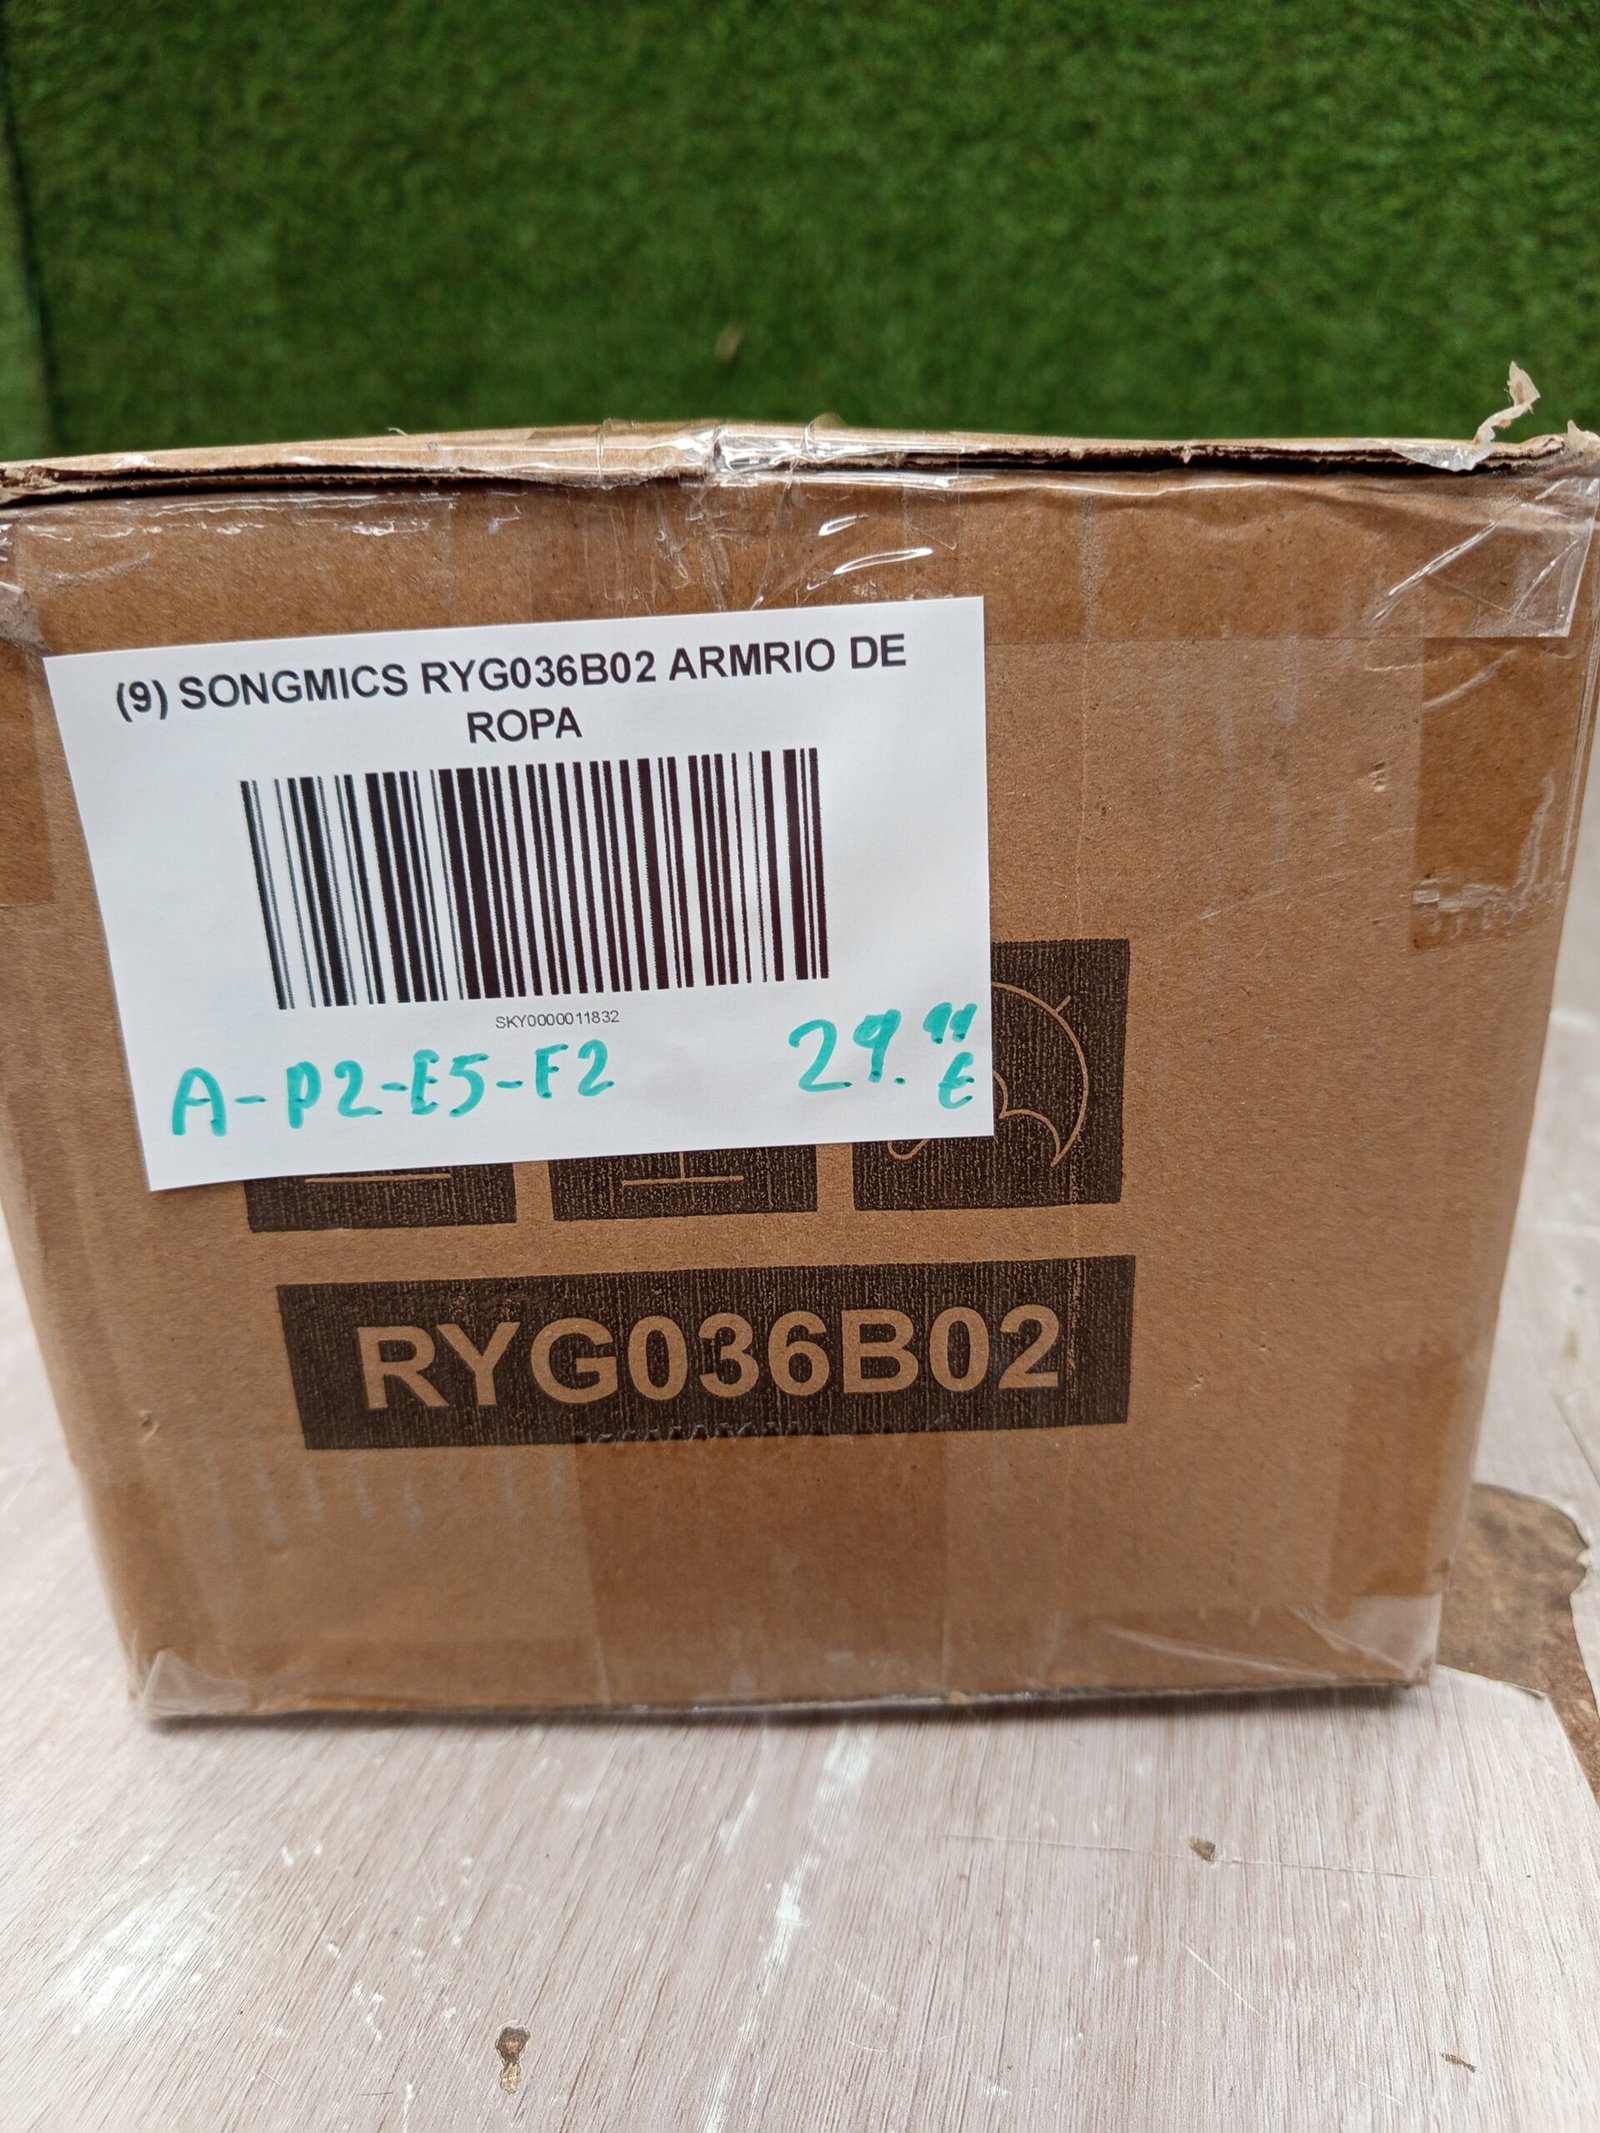 (9) SONGMICS RYG036B02 ARMRIO DE
ROPA
SKY0000011832
A-P2-E5-F2 29.99 €
RYG036B02